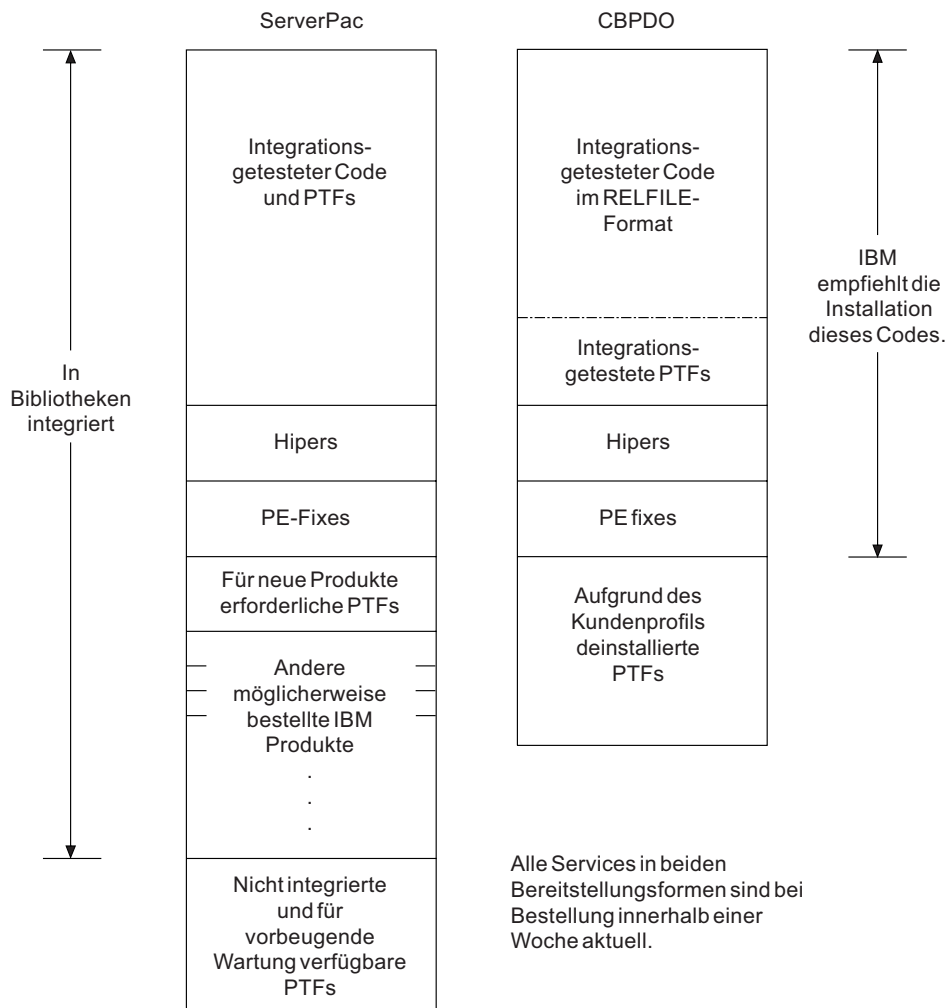 ServerPac
CBPDO
In
Bibliotheken
integriert
Integrations-
getesteter Code
und PTFs
Hipers
PE-Fixes
Für neue Produkte
erforderliche PTFs
Andere
möglicherweise
bestellte IBM
Produkte
.
.
.
Nicht integrierte
und für
vorbeugende
Wartung verfügbare
PTFs
Integrations-
getesteter Code
im RELFILE-
Format
Integrations-
getestete PTFs
Hipers
PE fixes
Aufgrund des
Kundenprofils
deinstallierte
PTFs
IBM
empfiehlt die
Installation
dieses Codes.
Alle Services in beiden
Bereitstellungsformen sind bei
Bestellung innerhalb einer
Woche aktuell.